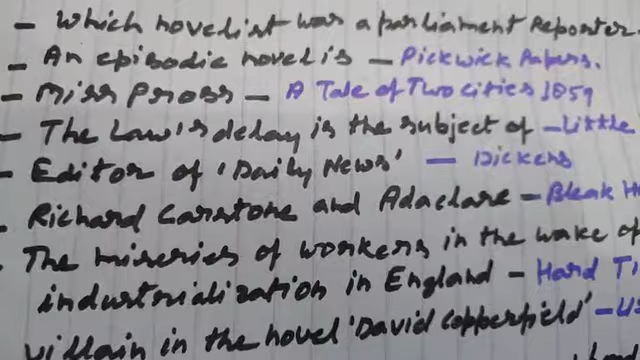 - which novelist was a parliament Reporter.
- An episodic novel is - Pickwick Papers.
- Miss Pross - A Tale of Two Cities 1859
- The Law's delay is the subject of - Little
- Editor of 'Daily News' - Dickens
- Richard Carstone and Ada clare - Bleak H
The miseries of workers in the wake of
industrialization in England - Hard Ti
villain in the novel 'David Copperfield' -